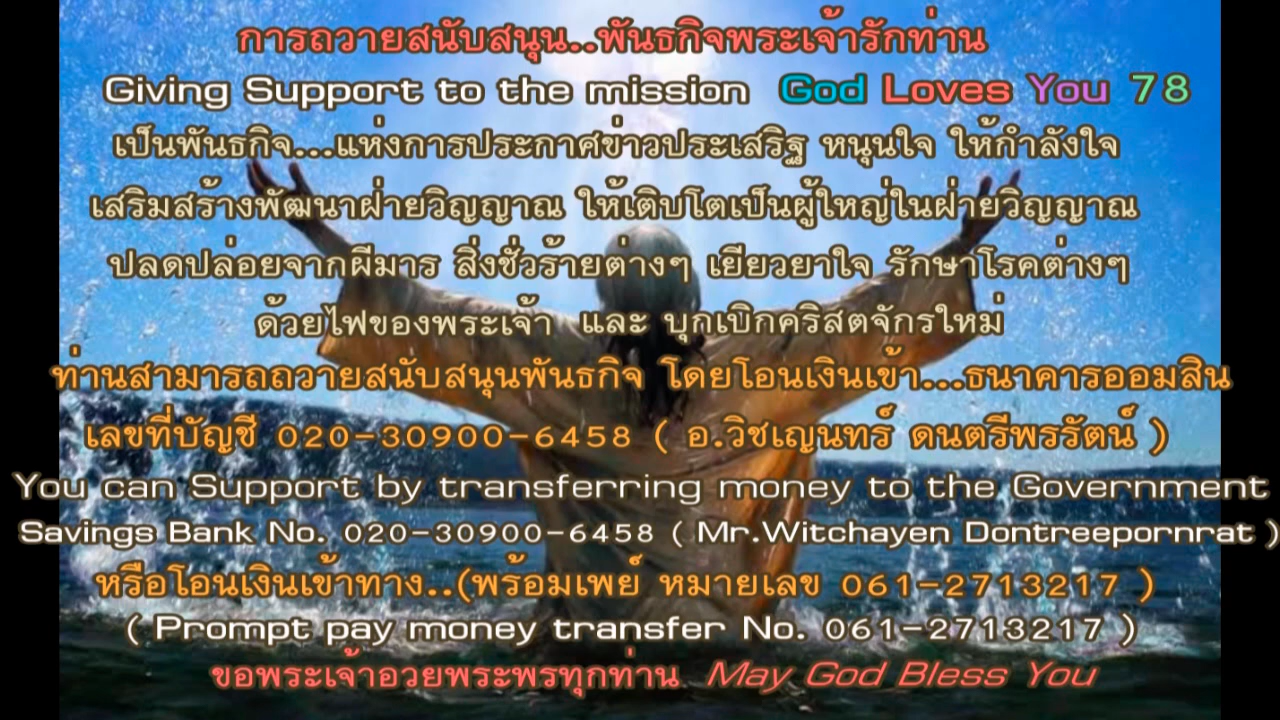 การถวายสนับสนุน..พันธกิจพระเจ้ารักท่าน
Giving Support to the mission God Loves You 78
เป็นพันธกิจ...แห่งการประกาศข่าวประเสริฐ หนุนใจ ให้กำลังใจ
เสริมสร้างพัฒนาฝ่ายวิญญาณ ให้เติบโตเป็นผู้ใหญ่ในฝ่ายวิญญาณ
ปลดปล่อยจากผีมาร สิ่งชั่วร้ายต่างๆ เยียวยาใจ รักษาโรคต่างๆ
ด้วยไฟของพระเจ้า และ บุกเบิกคริสตจักรใหม่
ท่านสามารถถวายสนับสนุนพันธกิจ โดยโอนเงินเข้า...ธนาคารออมสิน
เลขที่บัญชี 020-30900-6458 ( อ.วิชเญนทร์ ดนตรีพรรัตน์ )
You can Support by transferring money to the Government
Savings Bank No. 020-30900-6458 ( Mr.Witchayen Dontreepornrat )
หรือโอนเงินเข้าทาง..(พร้อมเพย์ หมายเลข 061-2713217 )
( Prompt pay money transfer No. 061-2713217 )
ขอพระเจ้าอวยพระพรทุกท่าน May God Bless You